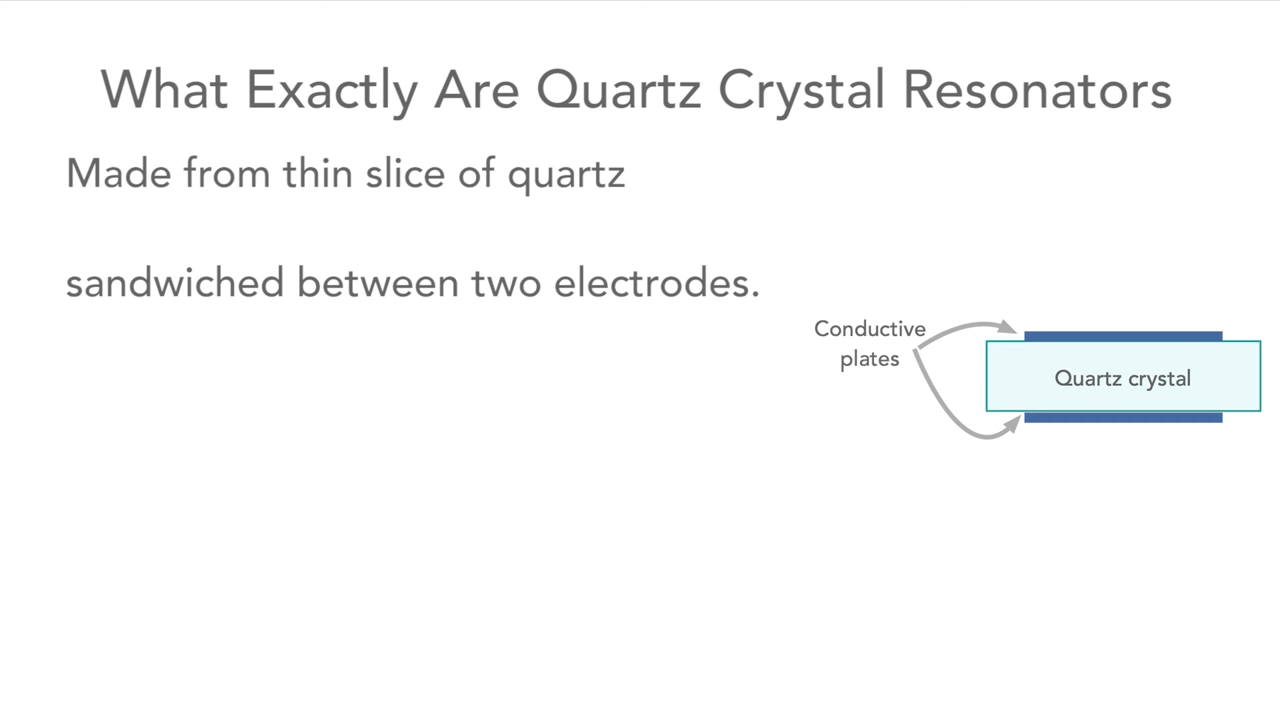 What Exactly Are Quartz Crystal Resonators
Made from thin slice of quartz
sandwiched between two electrodes.
Conductive
plates
Quartz crystal